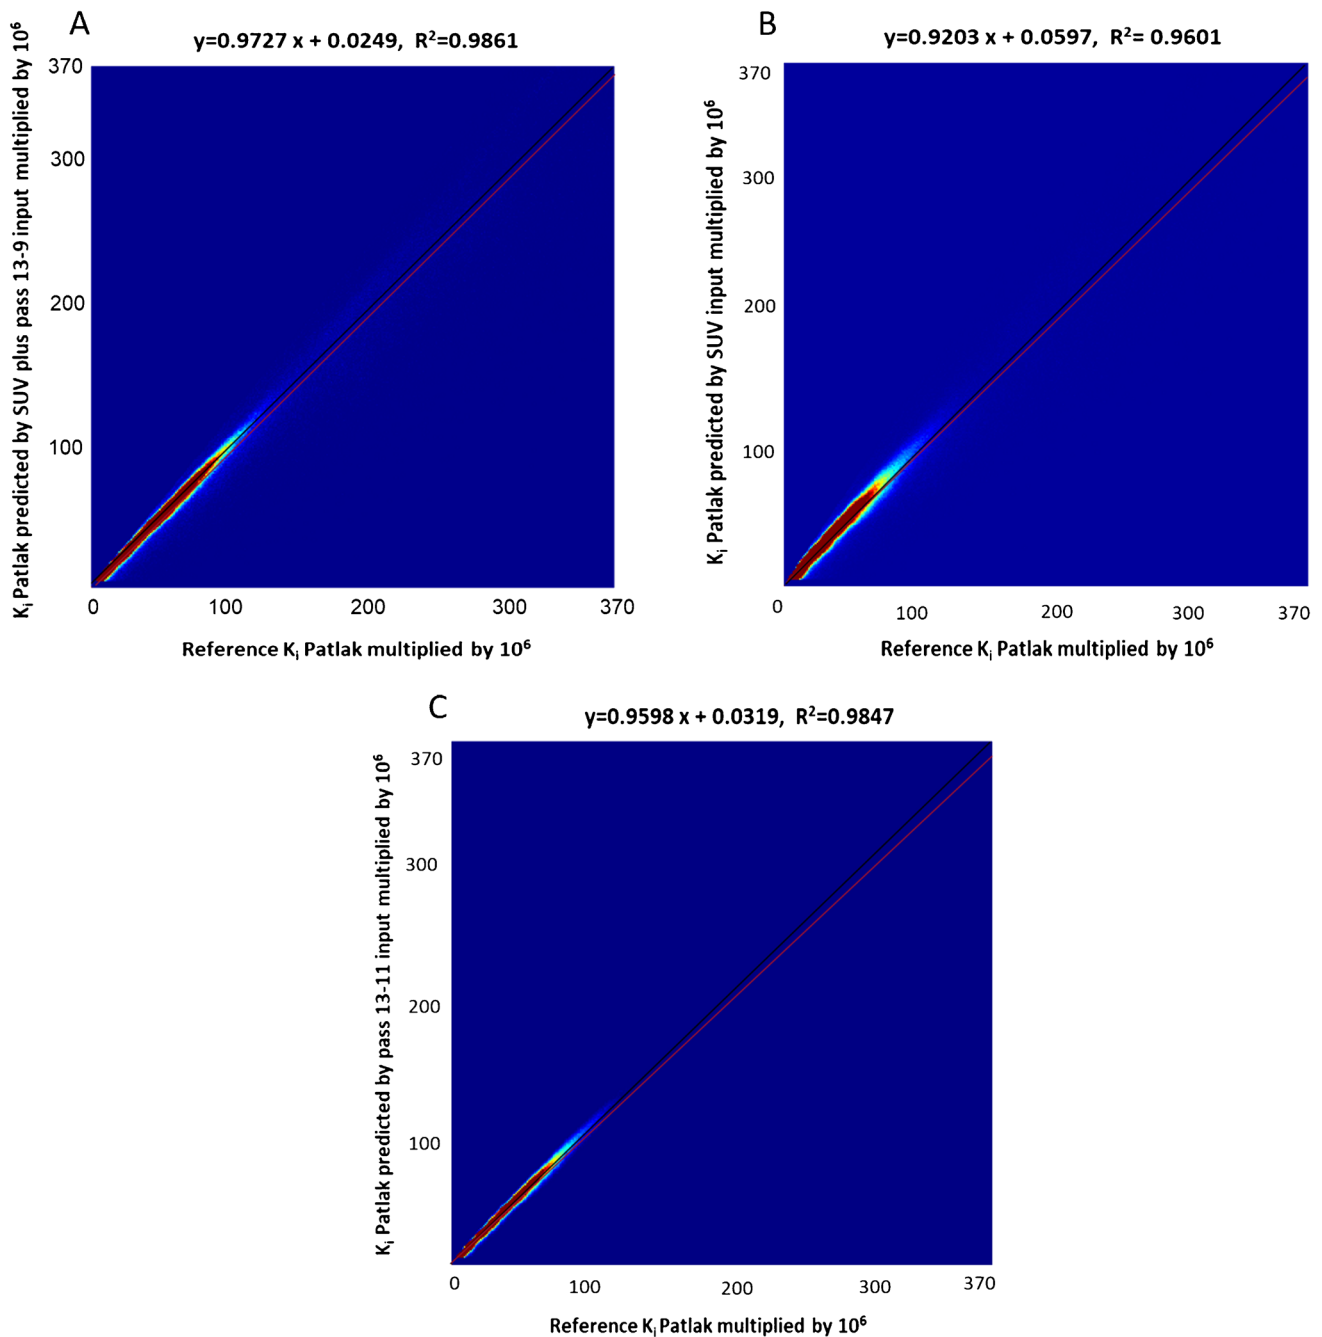 A
y=0.9727 x + 0.0249, R²=0.9861
Kᵢ Patlak predicted by SUV plus pass 13-9 input multiplied by 10⁶
370
300
200
100
0 100 200 300 370
Reference Kᵢ Patlak multiplied by 10⁶
B
y=0.9203 x + 0.0597, R²= 0.9601
Kᵢ Patlak predicted by SUV input multiplied by 10⁶
370
300
200
100
0 100 200 300 370
Reference Kᵢ Patlak multiplied by 10⁶
C
y=0.9598 x + 0.0319, R²=0.9847
Kᵢ Patlak predicted by pass 13-11 input multiplied by 10⁶
370
300
200
100
0 100 200 300 370
Reference Kᵢ Patlak multiplied by 10⁶